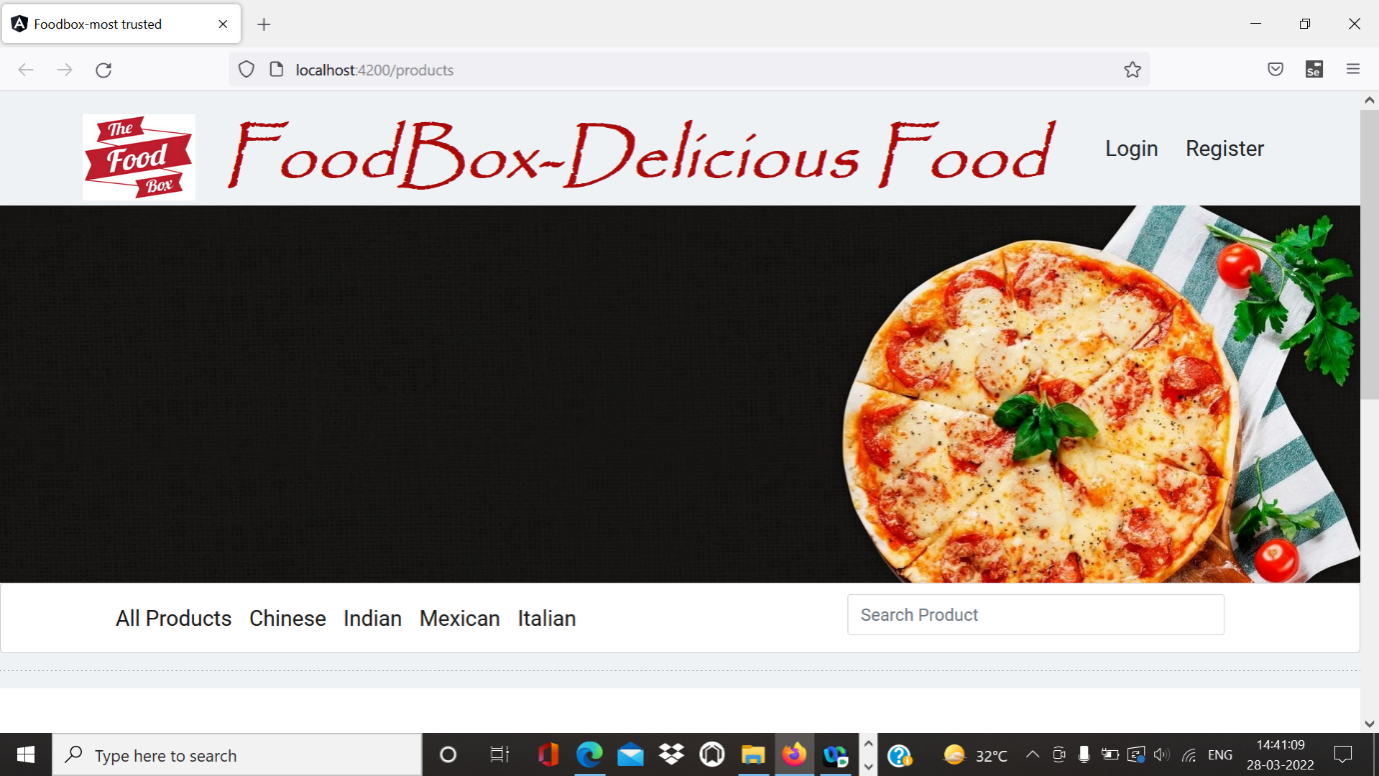 Foodbox-most trusted
localhost:4200/products
The
Food
Box
FoodBox-Delicious Food
Login Register
All Products Chinese Indian Mexican Italian
Search Product
Type here to search
32°C
ENG
14:41:09
28-03-2022
Se